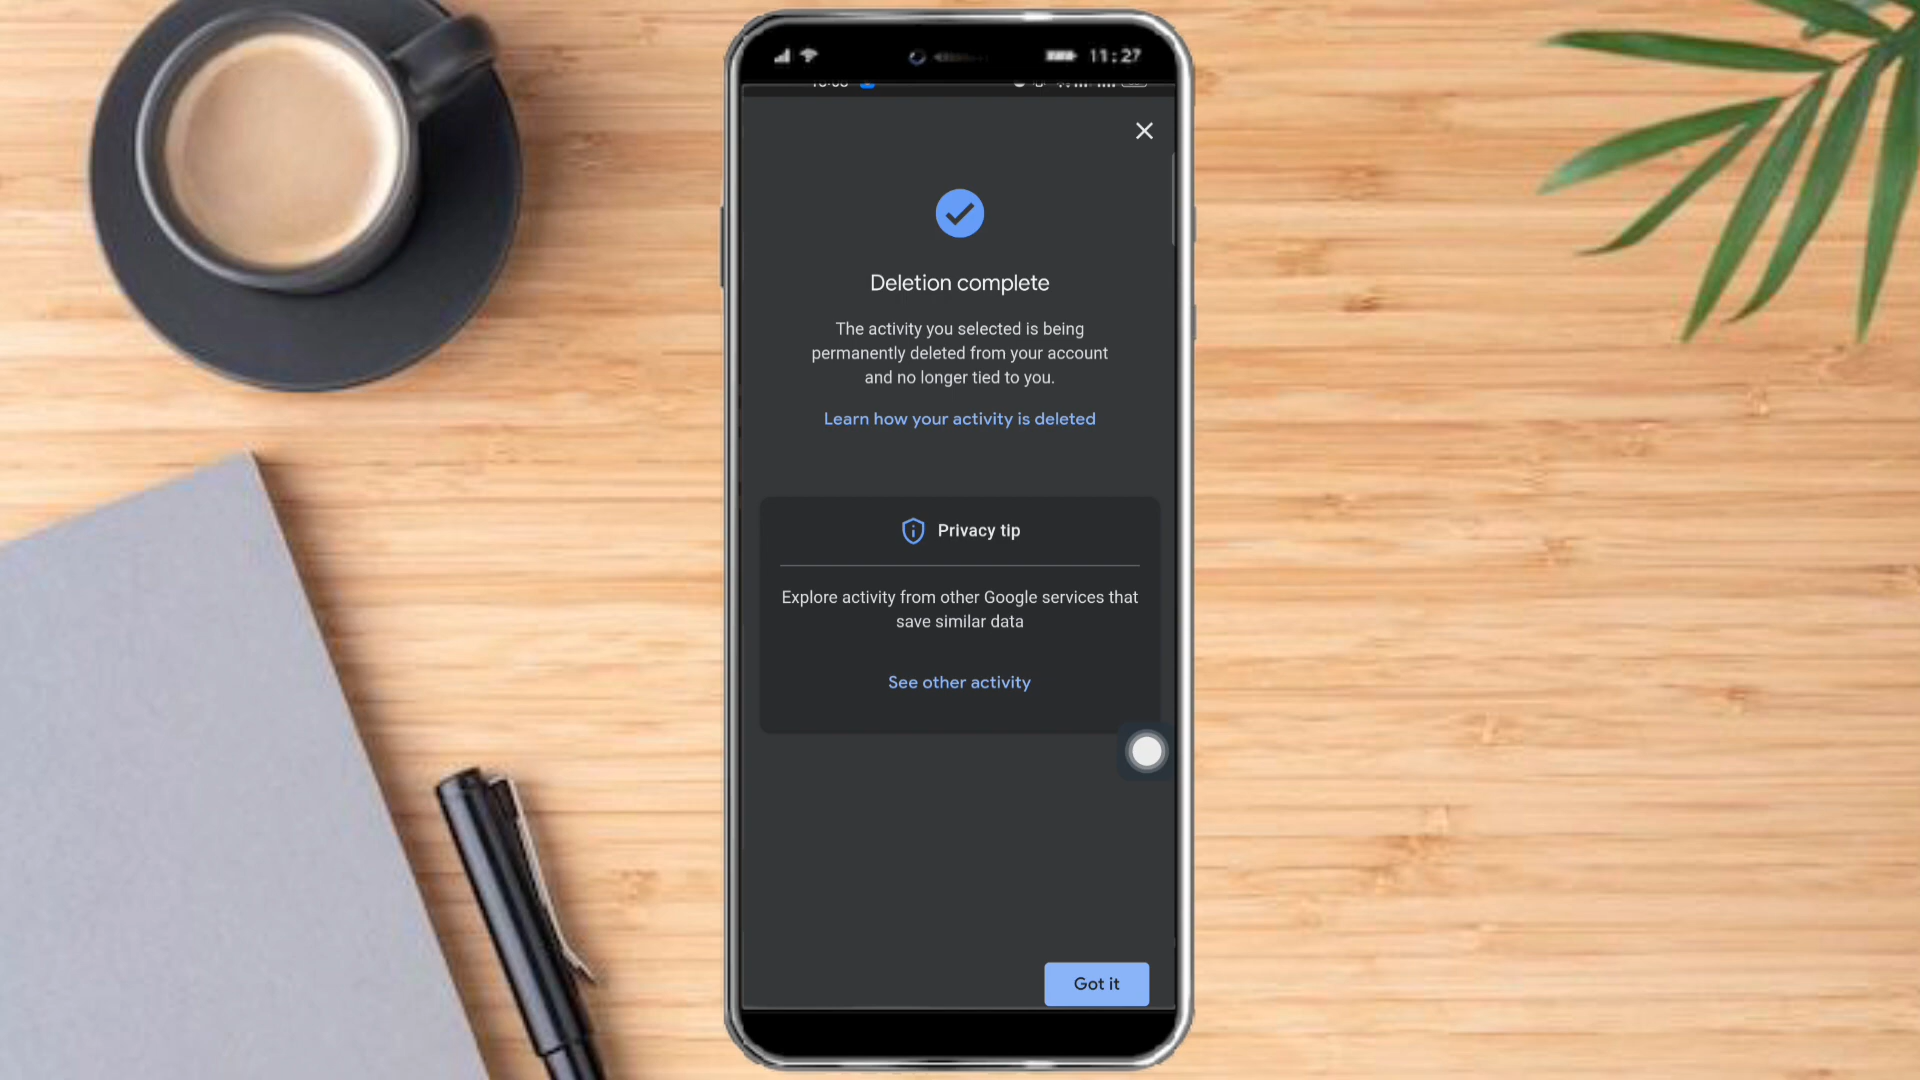 11:27
Deletion complete
The activity you selected is being
permanently deleted from your account
and no longer tied to you.
Learn how your activity is deleted
Privacy tip
Explore activity from other Google services that
save similar data
See other activity
Got it